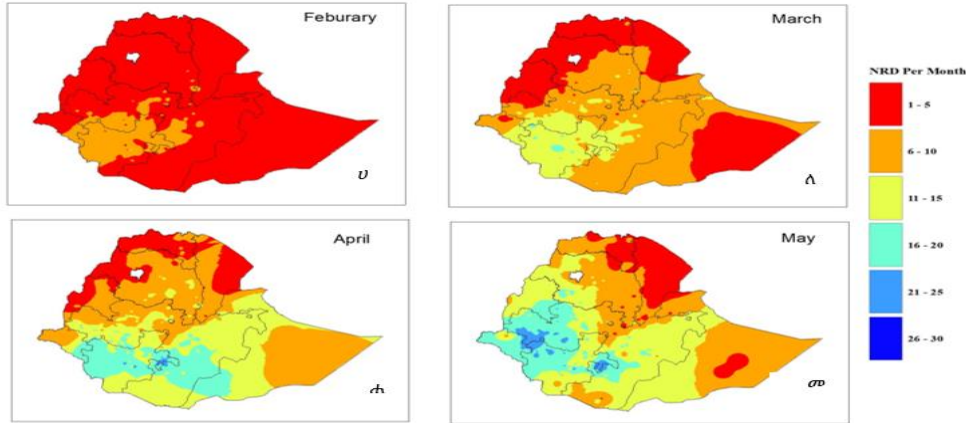 Feburary
ሀ
March
ለ
April
ሐ
May
መ
NRD Per Month
1 - 5
6 - 10
11 - 15
16 - 20
21 - 25
26 - 30